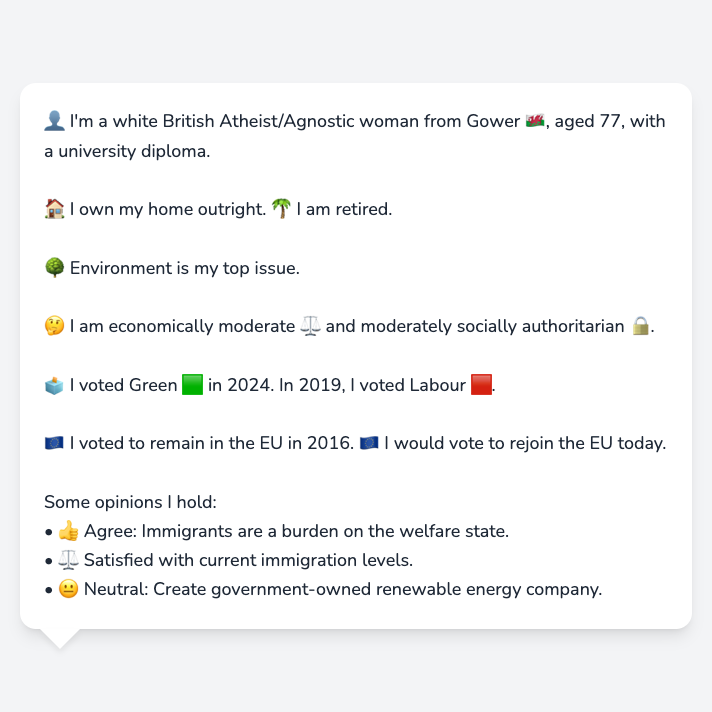 👤 I'm a white British Atheist/Agnostic woman from Gower 🏴󠁧󠁢󠁷󠁬󠁳󠁿, aged 77, with
a university diploma.
🏠 I own my home outright. 🌴 I am retired.
🌳 Environment is my top issue.
🤔 I am economically moderate ⚖️ and moderately socially authoritarian 🔒.
🗳️ I voted Green 🟩 in 2024. In 2019, I voted Labour 🟥.
🇪🇺 I voted to remain in the EU in 2016. 🇪🇺 I would vote to rejoin the EU today.
Some opinions I hold:
• 👍 Agree: Immigrants are a burden on the welfare state.
• ⚖️ Satisfied with current immigration levels.
• 😐 Neutral: Create government-owned renewable energy company.